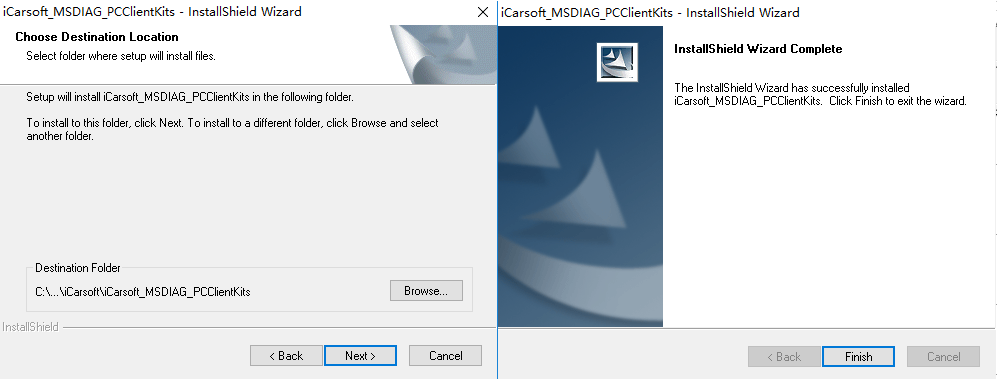 iCarsoft_MSDIAG_PCClientKits - InstallShield Wizard
Choose Destination Location
Select folder where setup will install files.
Setup will install iCarsoft_MSDIAG_PCClientKits in the following folder.
To install to this folder, click Next. To install to a different folder, click Browse and select
another folder.
Destination Folder
C:\...\iCarsoft\iCarsoft_MSDIAG_PCClientKits
Browse...
InstallShield
< Back
Next >
Cancel
iCarsoft_MSDIAG_PCClientKits - InstallShield Wizard
InstallShield Wizard Complete
The InstallShield Wizard has successfully installed
iCarsoft_MSDIAG_PCClientKits. Click Finish to exit the wizard.
< Back
Finish
Cancel